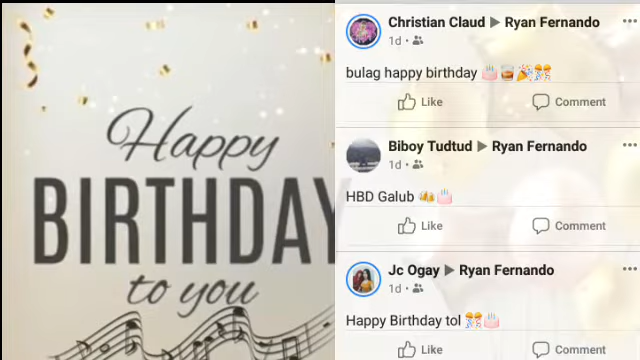 Happy
BIRTHDAY
to you
Christian Claud ▶ Ryan Fernando
1d
bulag happy birthday 🎂🥃🎉🎊
Like
Comment
Biboy Tudtud ▶ Ryan Fernando
1d
HBD Galub 🍻🎂
Like
Comment
Jc Ogay ▶ Ryan Fernando
1d
Happy Birthday tol 🎊🎂
Like
Comment